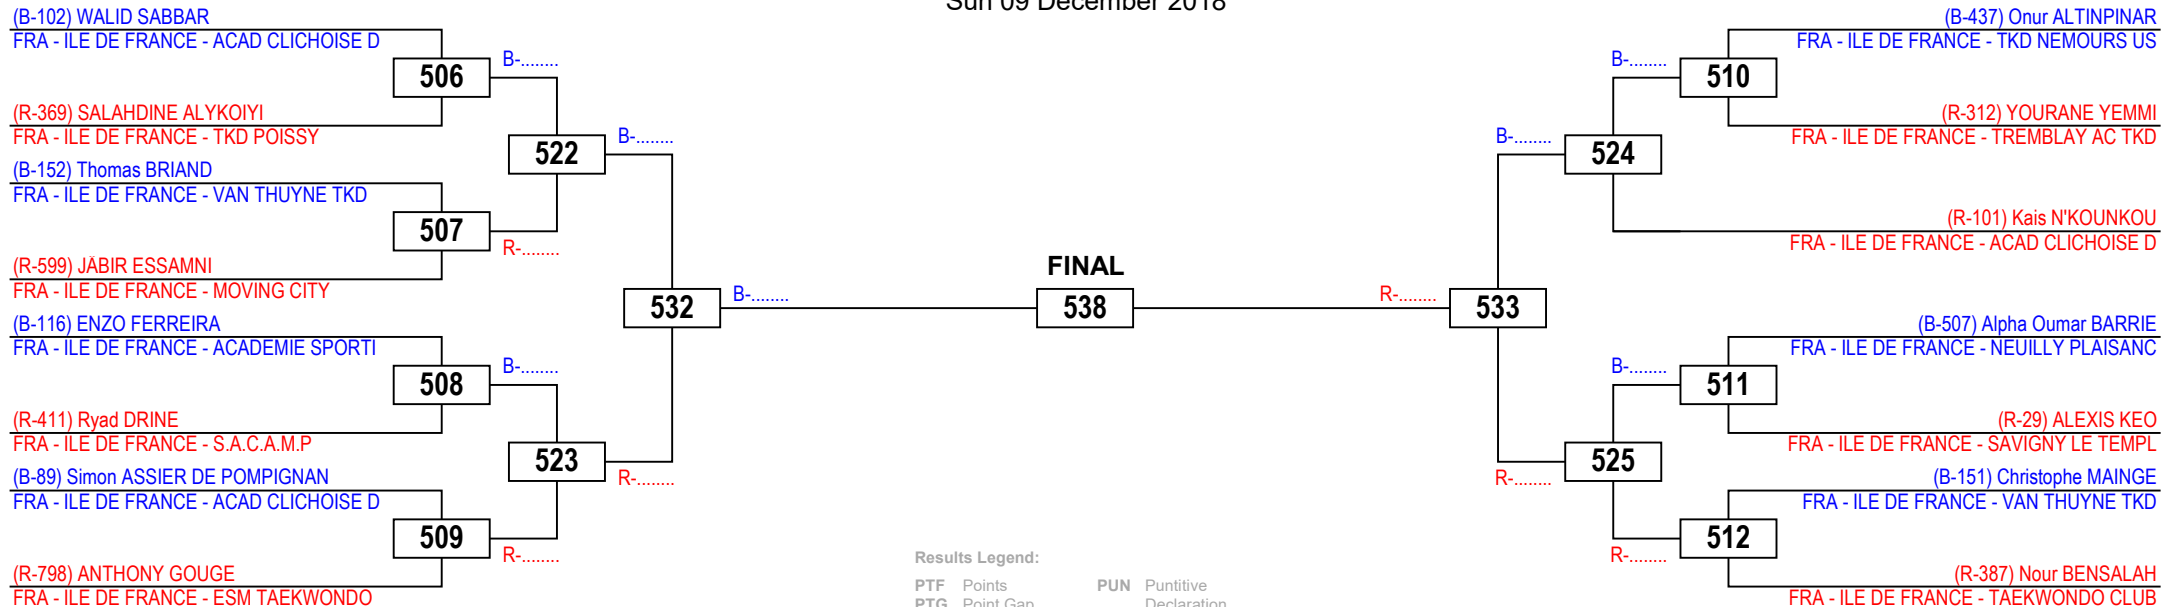 Sun 09 December 2018
(B-102) WALID SABBAR
FRA - ILE DE FRANCE - ACAD CLICHOISE D
506
B-........
(R-369) SALAHDINE ALYKOIYI
FRA - ILE DE FRANCE - TKD POISSY
522
B-........
(B-152) Thomas BRIAND
FRA - ILE DE FRANCE - VAN THUYNE TKD
507
R-........
(R-599) JÄBIR ESSAMNI
FRA - ILE DE FRANCE - MOVING CITY
532
B-........
(B-116) ENZO FERREIRA
FRA - ILE DE FRANCE - ACADEMIE SPORTI
508
B-........
(R-411) Ryad DRINE
FRA - ILE DE FRANCE - S.A.C.A.M.P
523
R-........
(B-89) Simon ASSIER DE POMPIGNAN
FRA - ILE DE FRANCE - ACAD CLICHOISE D
509
R-........
(R-798) ANTHONY GOUGE
FRA - ILE DE FRANCE - ESM TAEKWONDO
FINAL
538
(B-437) Onur ALTINPINAR
FRA - ILE DE FRANCE - TKD NEMOURS US
B-........
510
(R-312) YOURANE YEMMI
FRA - ILE DE FRANCE - TREMBLAY AC TKD
B-........
524
(R-101) Kais N'KOUNKOU
FRA - ILE DE FRANCE - ACAD CLICHOISE D
R-........
533
(B-507) Alpha Oumar BARRIE
FRA - ILE DE FRANCE - NEUILLY PLAISANC
B-........
511
(R-29) ALEXIS KEO
FRA - ILE DE FRANCE - SAVIGNY LE TEMPL
R-........
525
(B-151) Christophe MAINGE
FRA - ILE DE FRANCE - VAN THUYNE TKD
R-........
512
(R-387) Nour BENSALAH
FRA - ILE DE FRANCE - TAEKWONDO CLUB
Results Legend:
PTF Points PUN Puntitive
PTG Point Gap Declaration